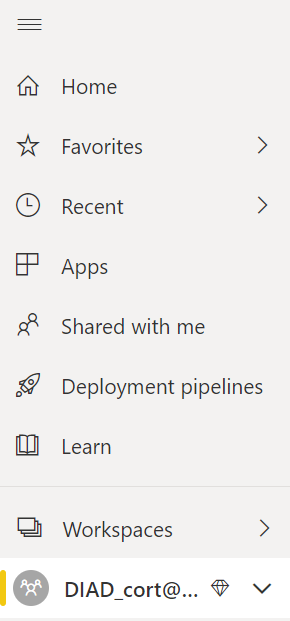 Home
Favorites
Recent
Apps
Shared with me
Deployment pipelines
Learn
Workspaces
DIAD_cort@...